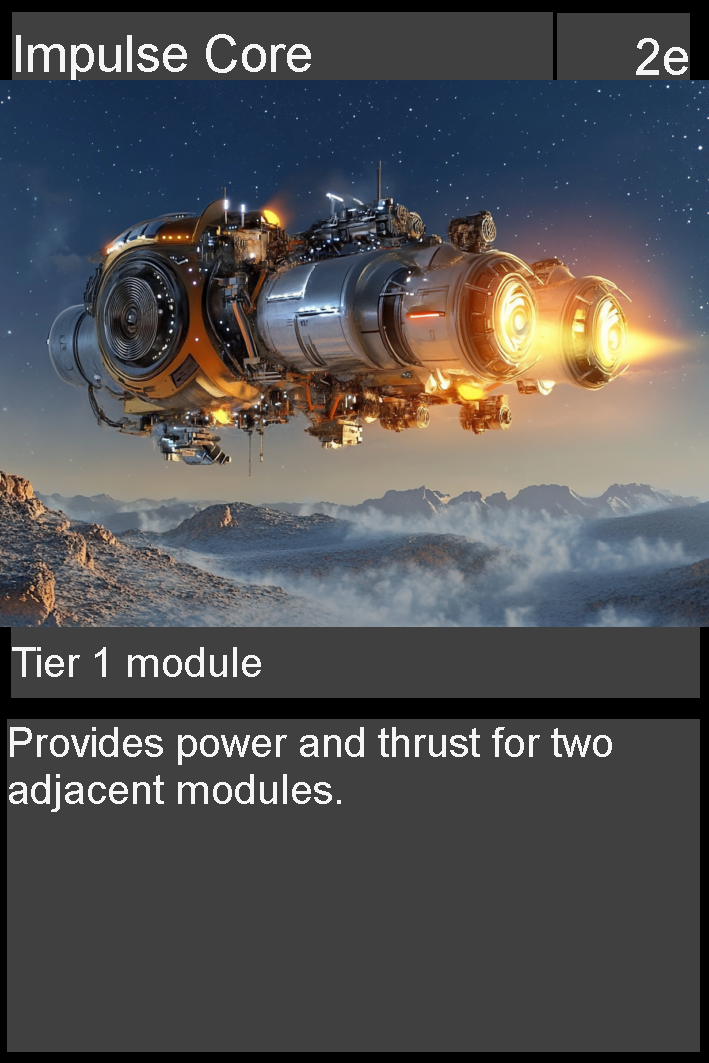 Impulse Core
2e
Tier 1 module
Provides power and thrust for two
adjacent modules.